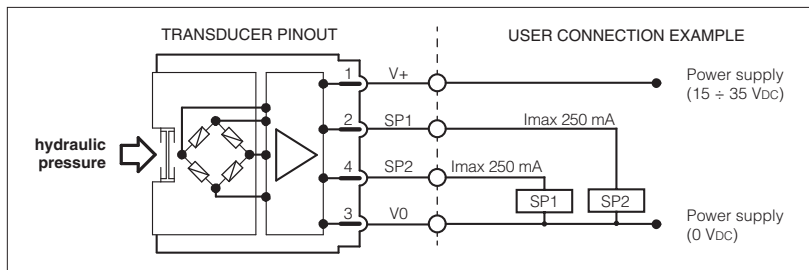 TRANSDUCER PINOUT
USER CONNECTION EXAMPLE
hydraulic
pressure
1 V+
Power supply
(15 ÷ 35 VDC)
2 SP1
Imax 250 mA
4 SP2
Imax 250 mA
SP1
SP2
3 V0
Power supply
(0 VDC)